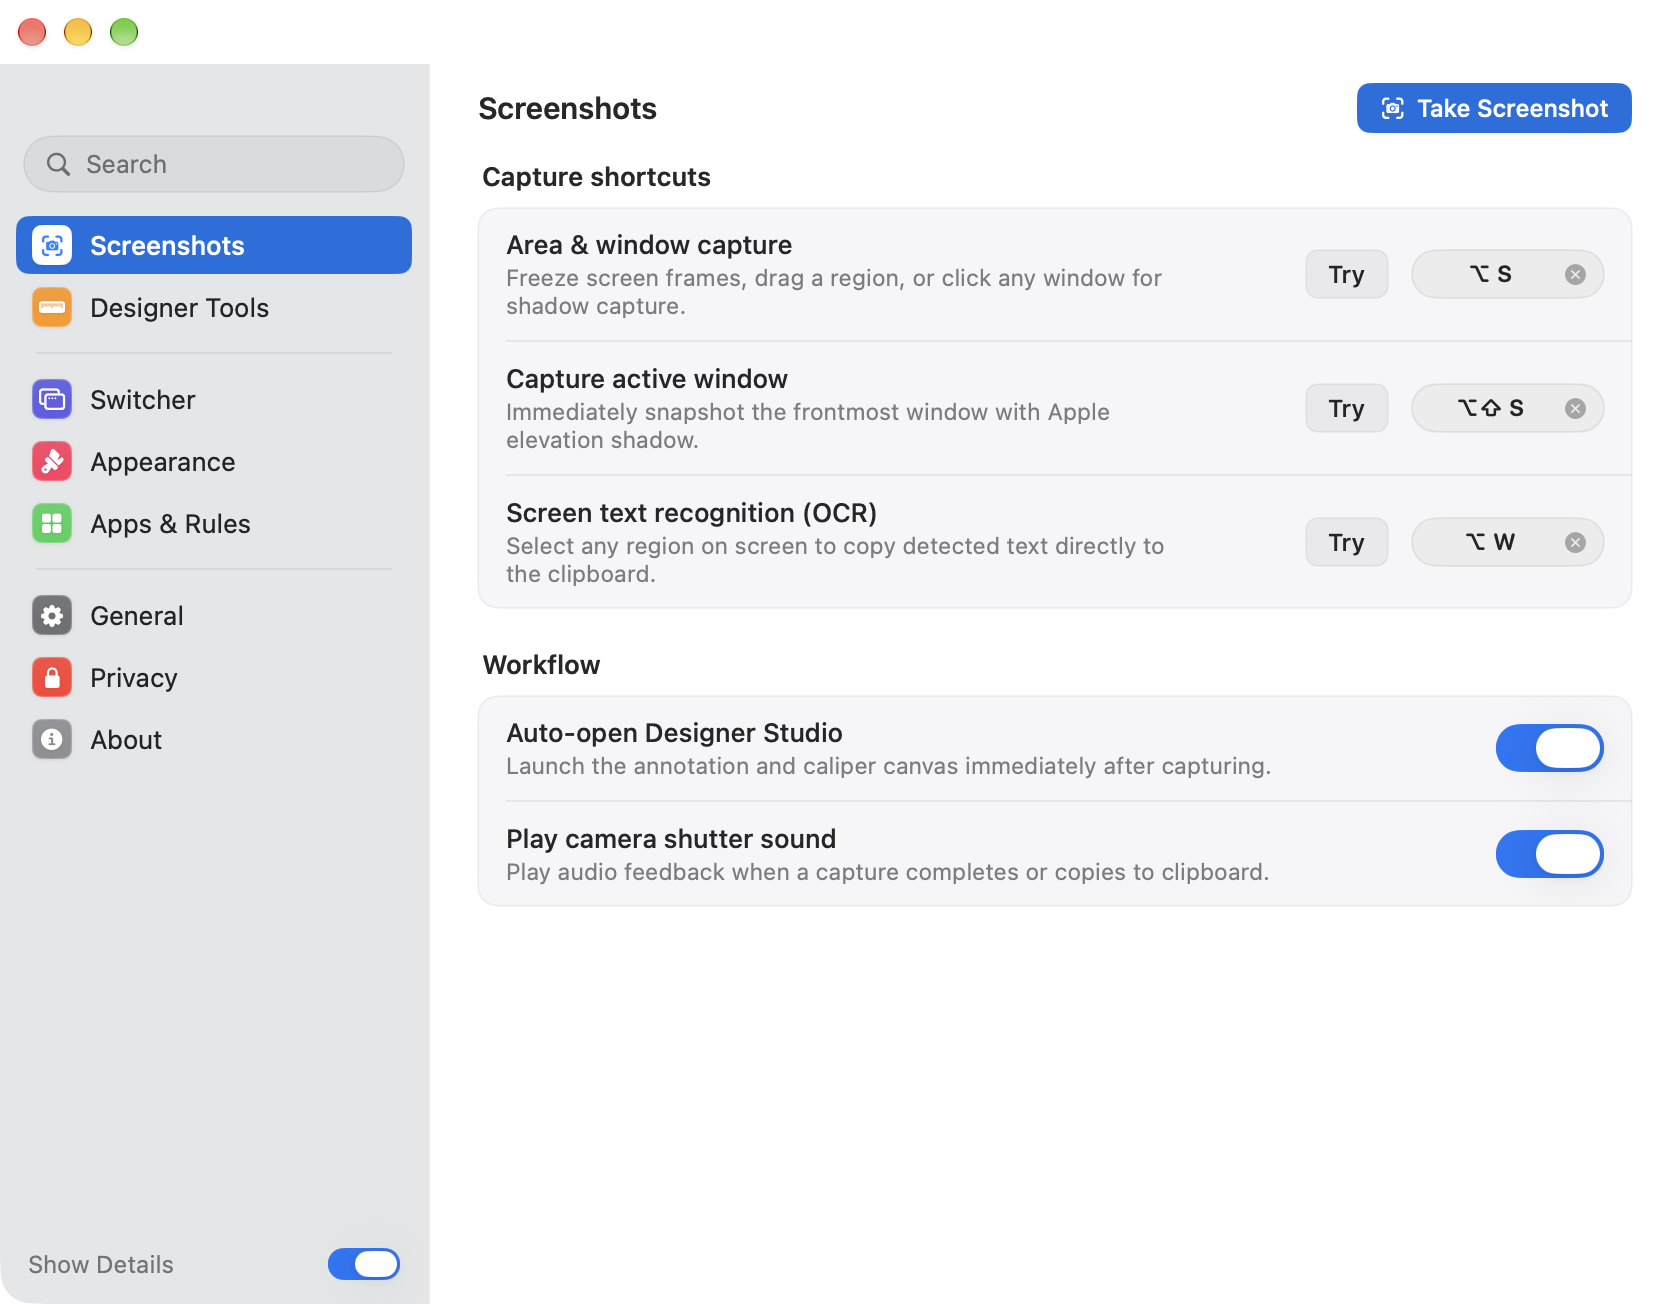 Search
Screenshots
Designer Tools
Switcher
Appearance
Apps & Rules
General
Privacy
About
Show Details
Screenshots
Take Screenshot
Capture shortcuts
Area & window capture
Freeze screen frames, drag a region, or click any window for
shadow capture.
Try
⌥ S
Capture active window
Immediately snapshot the frontmost window with Apple
elevation shadow.
Try
⌥⇧ S
Screen text recognition (OCR)
Select any region on screen to copy detected text directly to
the clipboard.
Try
⌥ W
Workflow
Auto-open Designer Studio
Launch the annotation and caliper canvas immediately after capturing.
Play camera shutter sound
Play audio feedback when a capture completes or copies to clipboard.